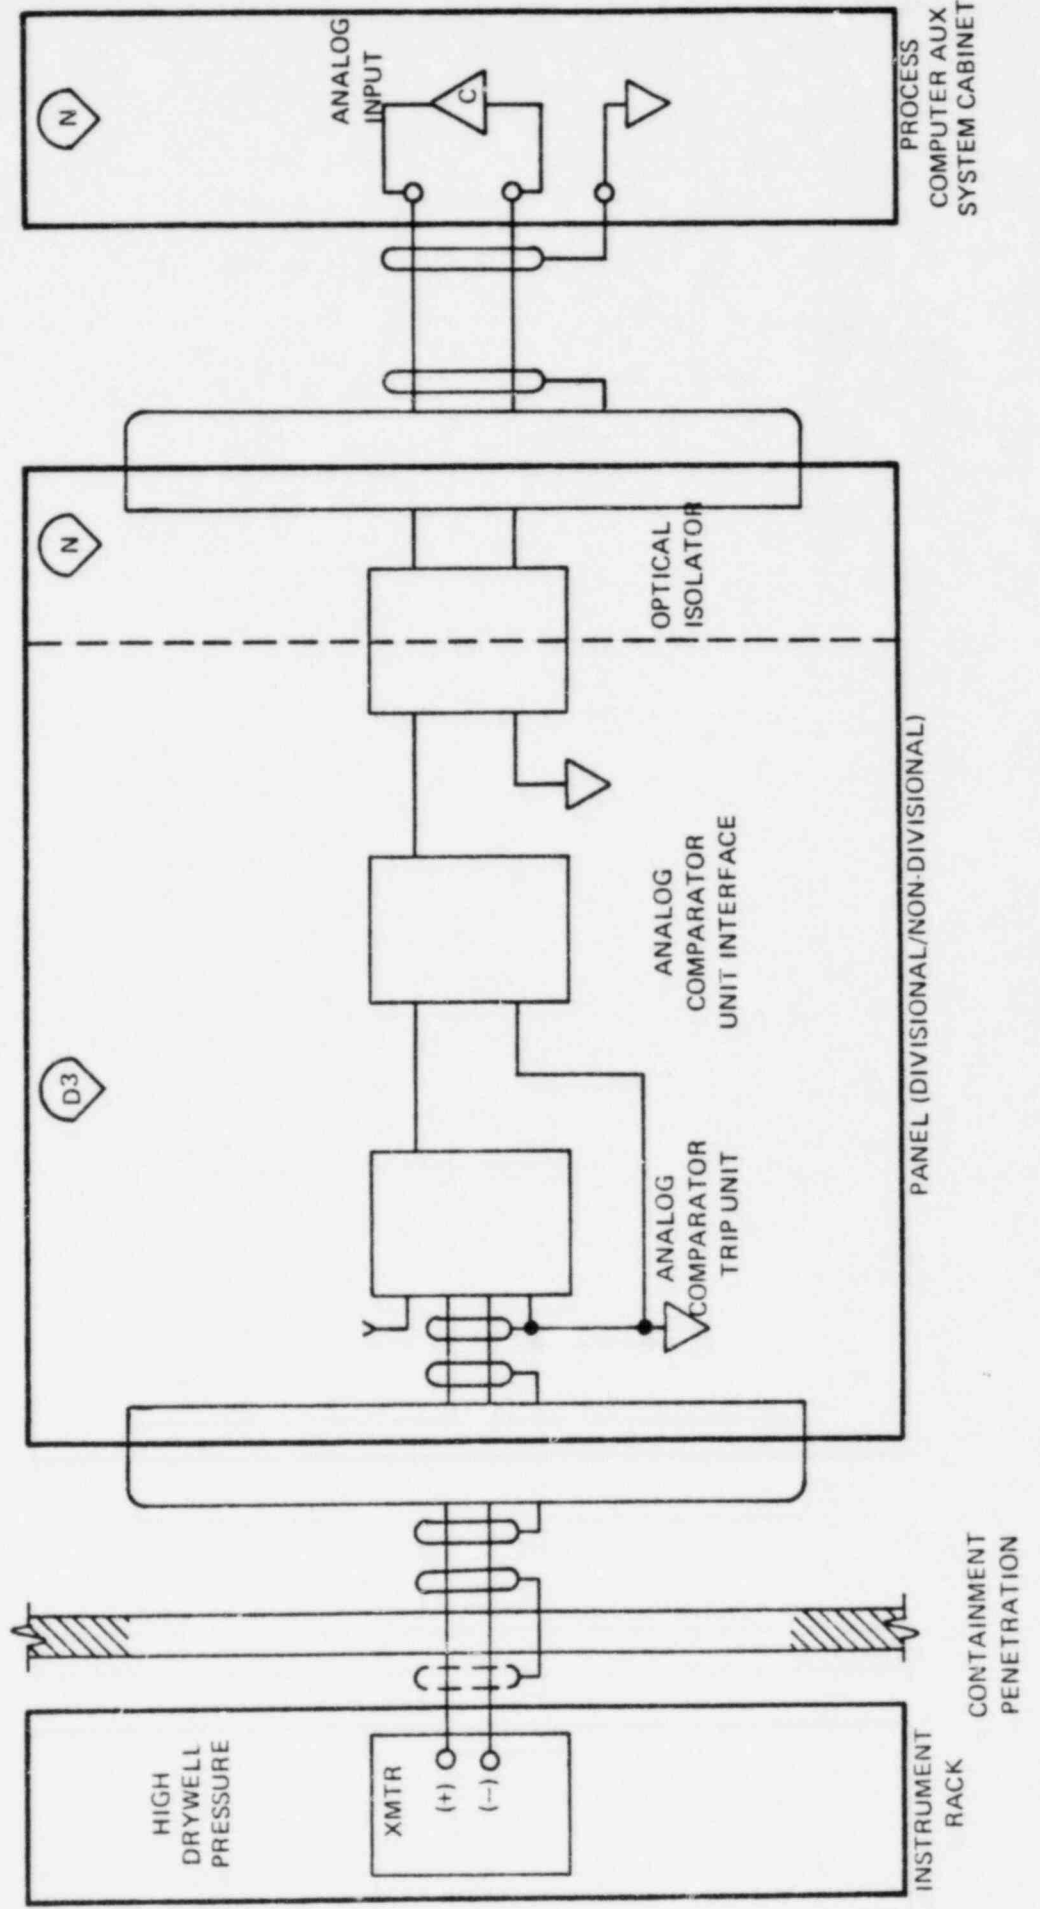 HIGH
DRYWELL
PRESSURE
XMTR
(+)
(−)
INSTRUMENT
RACK
CONTAINMENT
PENETRATION
D3
ANALOG
COMPARATOR
TRIP UNIT
ANALOG
COMPARATOR
UNIT INTERFACE
OPTICAL
ISOLATOR
N
PANEL (DIVISIONAL/NON-DIVISIONAL)
N
ANALOG
INPUT
C
PROCESS
COMPUTER AUX
SYSTEM CABINET